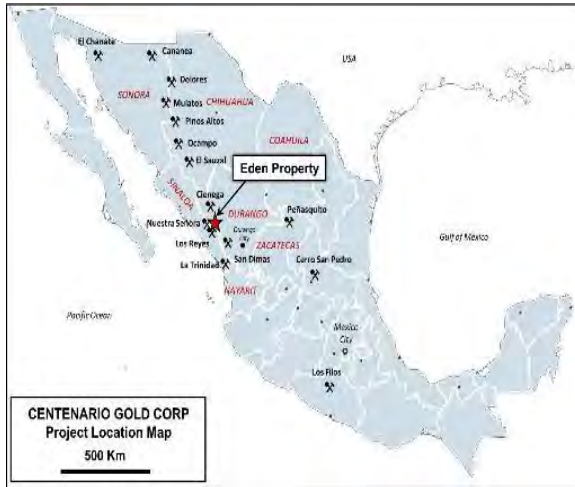 El Chanate
Cananea
USA
Dolores
SONORA
Mulatos
CHIHUAHUA
Pinos Altos
Ocampo
COAHUILA
El Sauzal
Eden Property
SINALOA
Cienega
DURANGO
Peñasquito
Nuestra Señora
Durango
City
Los Reyes
ZACATECAS
Gulf of Mexico
La Trinidad
San Dimas
Cerro San Pedro
NAYARIT
Pacific Ocean
Mexico
City
Los Filos
CENTENARIO GOLD CORP
Project Location Map
500 Km